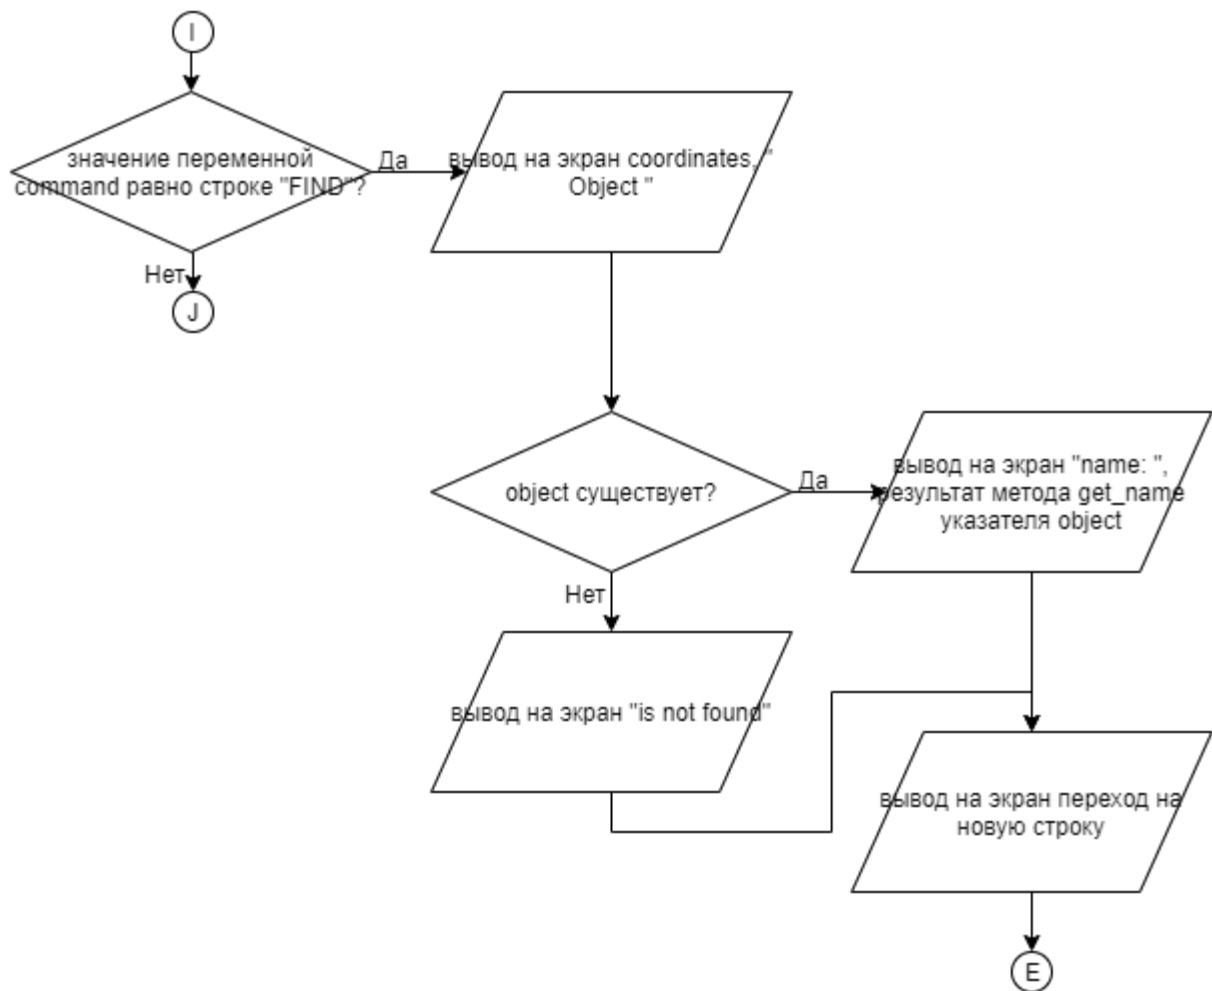 I
значение переменной
command равно строке "FIND"?
Да
вывод на экран coordinates, "
Object "
Нет
J
object существует?
Да
вывод на экран "name: ",
результат метода get_name
указателя object
Нет
вывод на экран "is not found"
вывод на экран переход на
новую строку
E